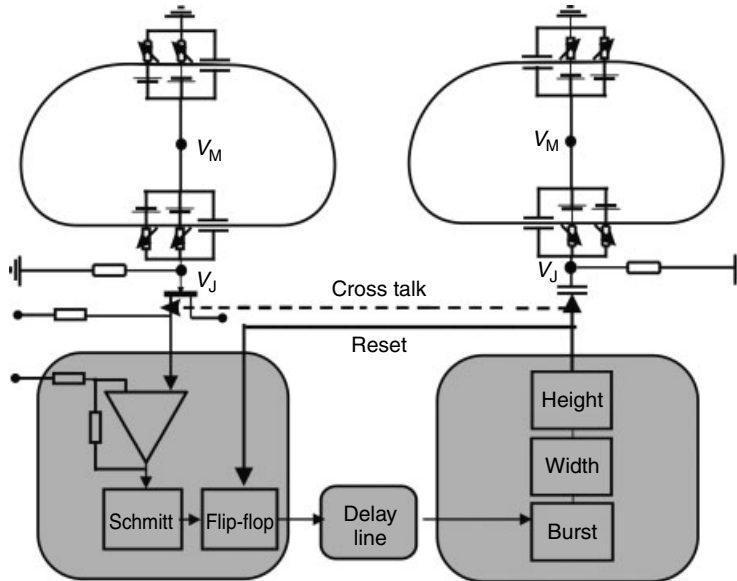 V_M
V_M
V_J
V_J
Cross talk
Reset
Height
Width
Schmitt
Flip-flop
Delay
line
Burst